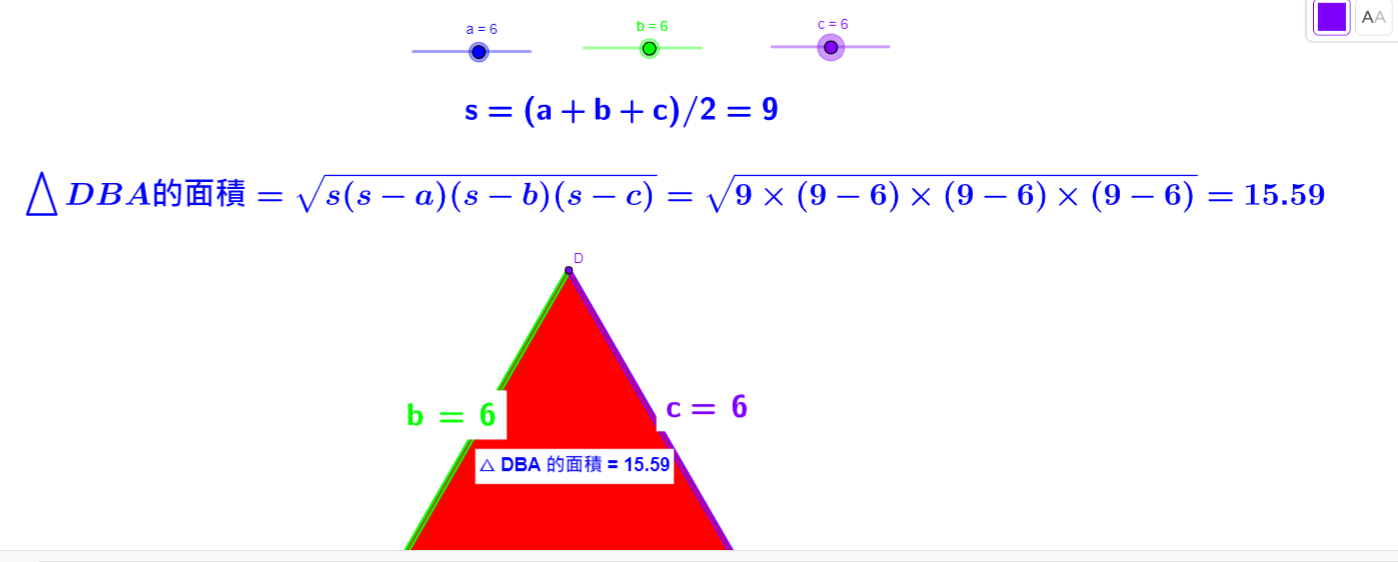 a = 6
b = 6
c = 6
AA
s = (a + b + c)/2 = 9
△DBA的面積 = √s(s − a)(s − b)(s − c) = √9 × (9 − 6) × (9 − 6) × (9 − 6) = 15.59
D
b = 6
c = 6
△ DBA 的面積 = 15.59